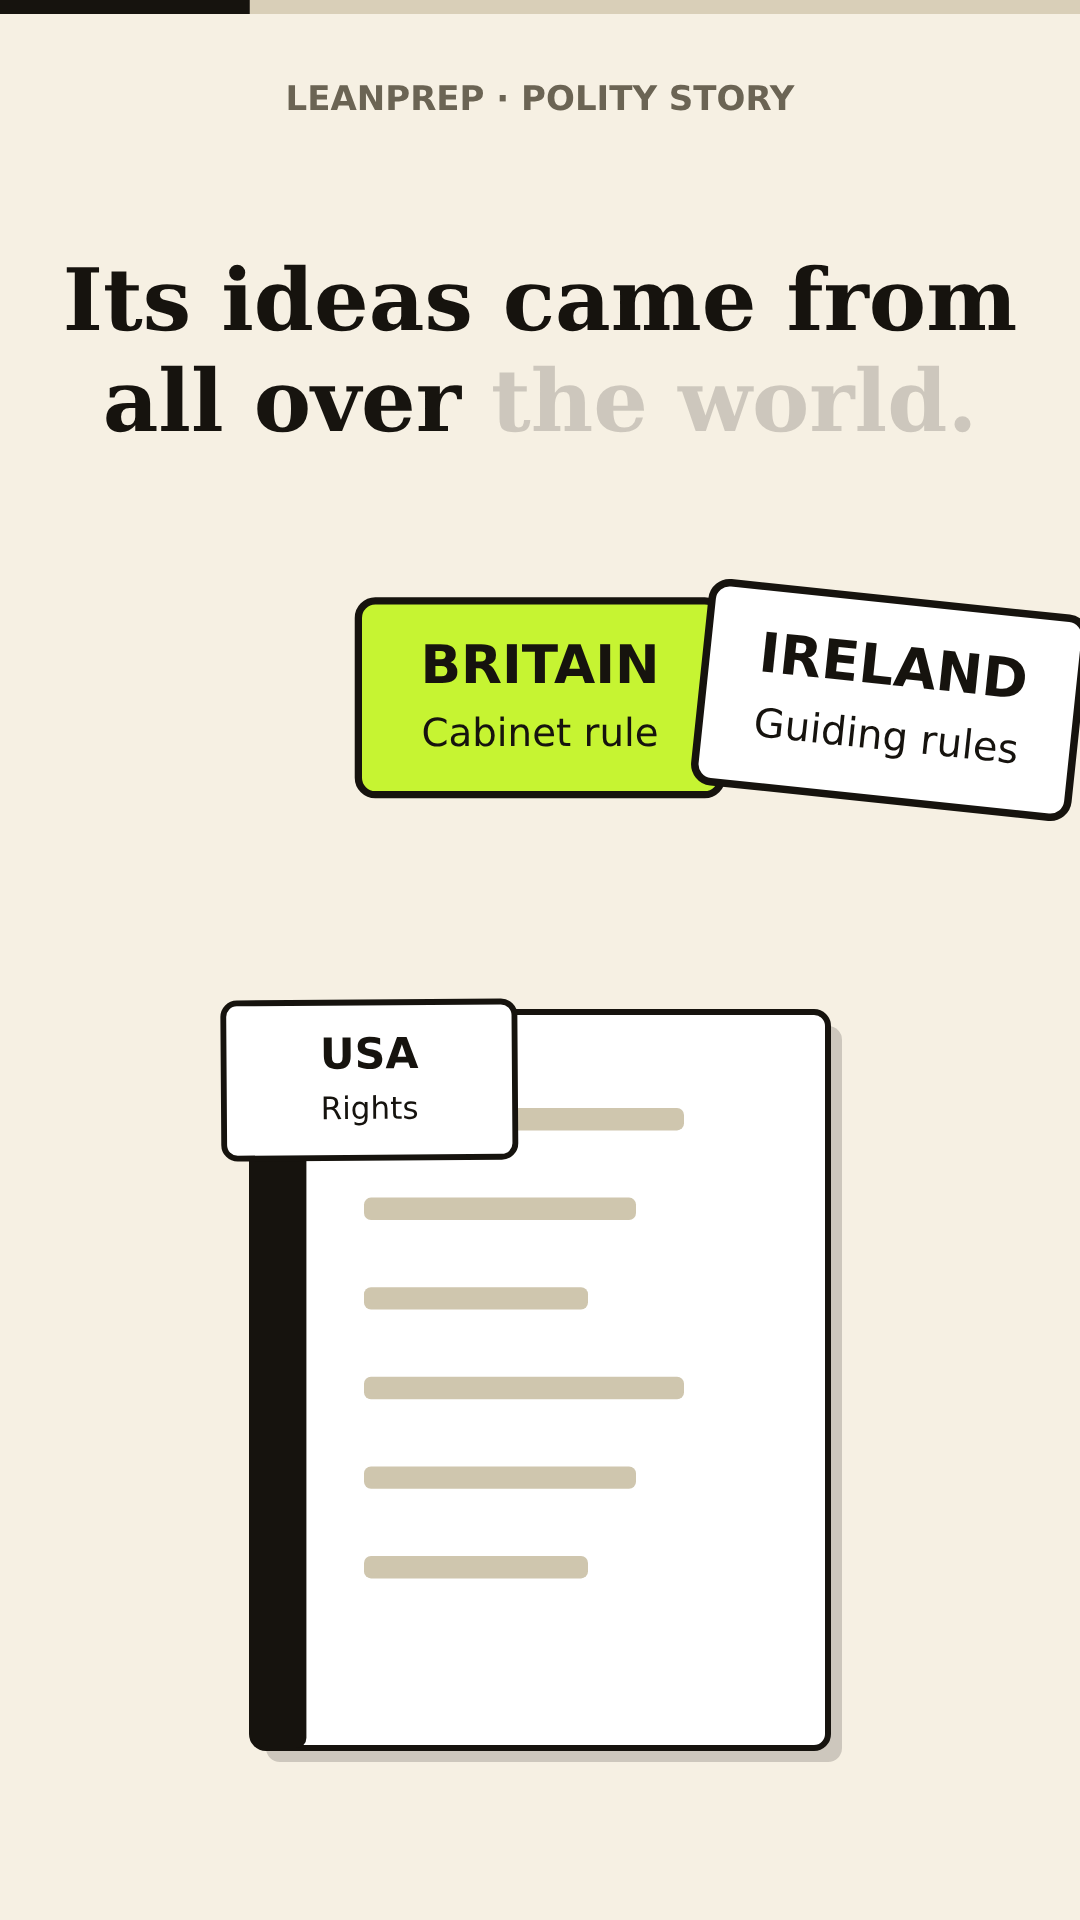 LEANPREP · POLITY STORY
Its ideas came from
all over the world.
BRITAIN
Cabinet rule
IRELAND
Guiding rules
USA
Rights